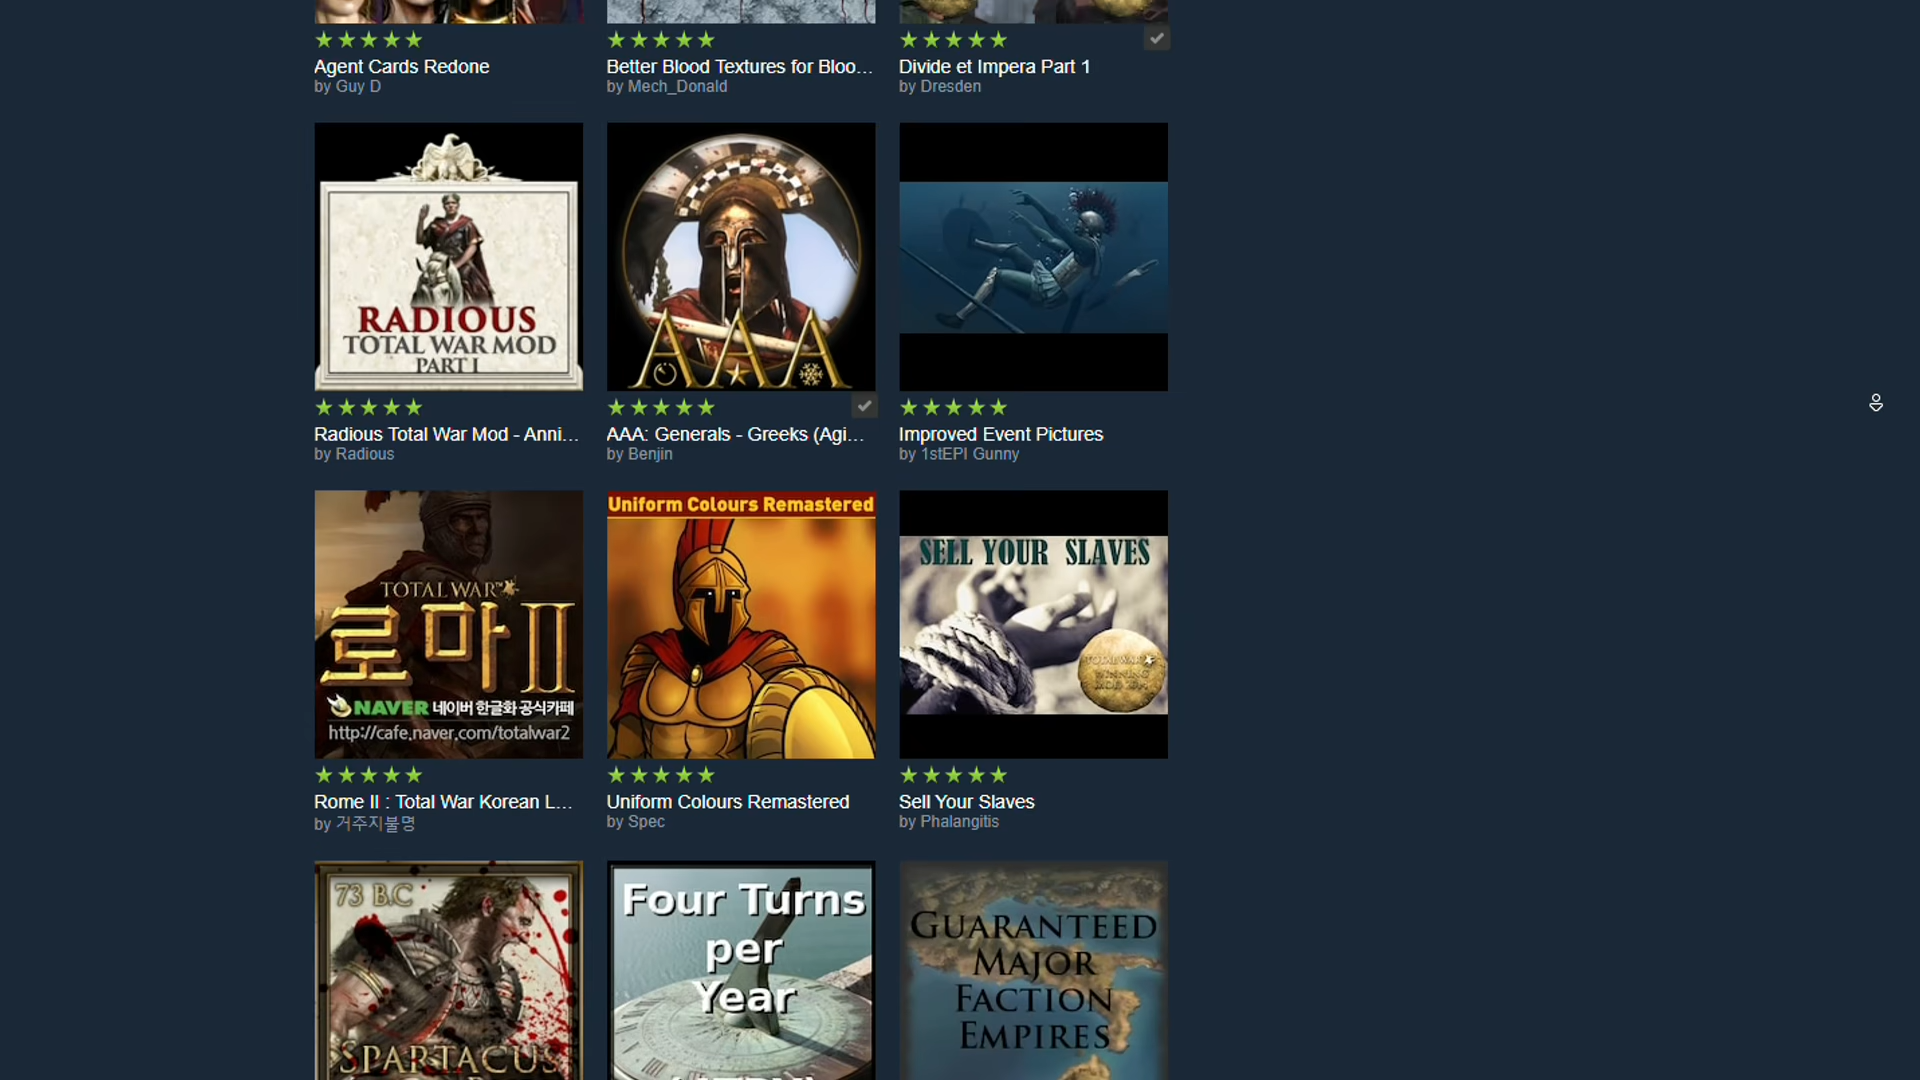 Agent Cards Redone
by Guy D
Better Blood Textures for Bloo...
by Mech_Donald
Divide et Impera Part 1
by Dresden
RADIOUS
TOTAL WAR MOD
PART I
AAA
Radious Total War Mod - Anni...
by Radious
AAA: Generals - Greeks (Agi...
by Benjin
Improved Event Pictures
by 1stEPI Gunny
TOTAL WAR™
로마II
NAVER 네이버 한글화 공식카페
http://cafe.naver.com/totalwar2
Uniform Colours Remastered
SELL YOUR SLAVES
TOTAL WAR
Rome II : Total War Korean L...
by 거주지불명
Uniform Colours Remastered
by Spec
Sell Your Slaves
by Phalangitis
73 B.C
SPARTACUS
Four Turns
per
Year
GUARANTEED
MAJOR
FACTION
EMPIRES